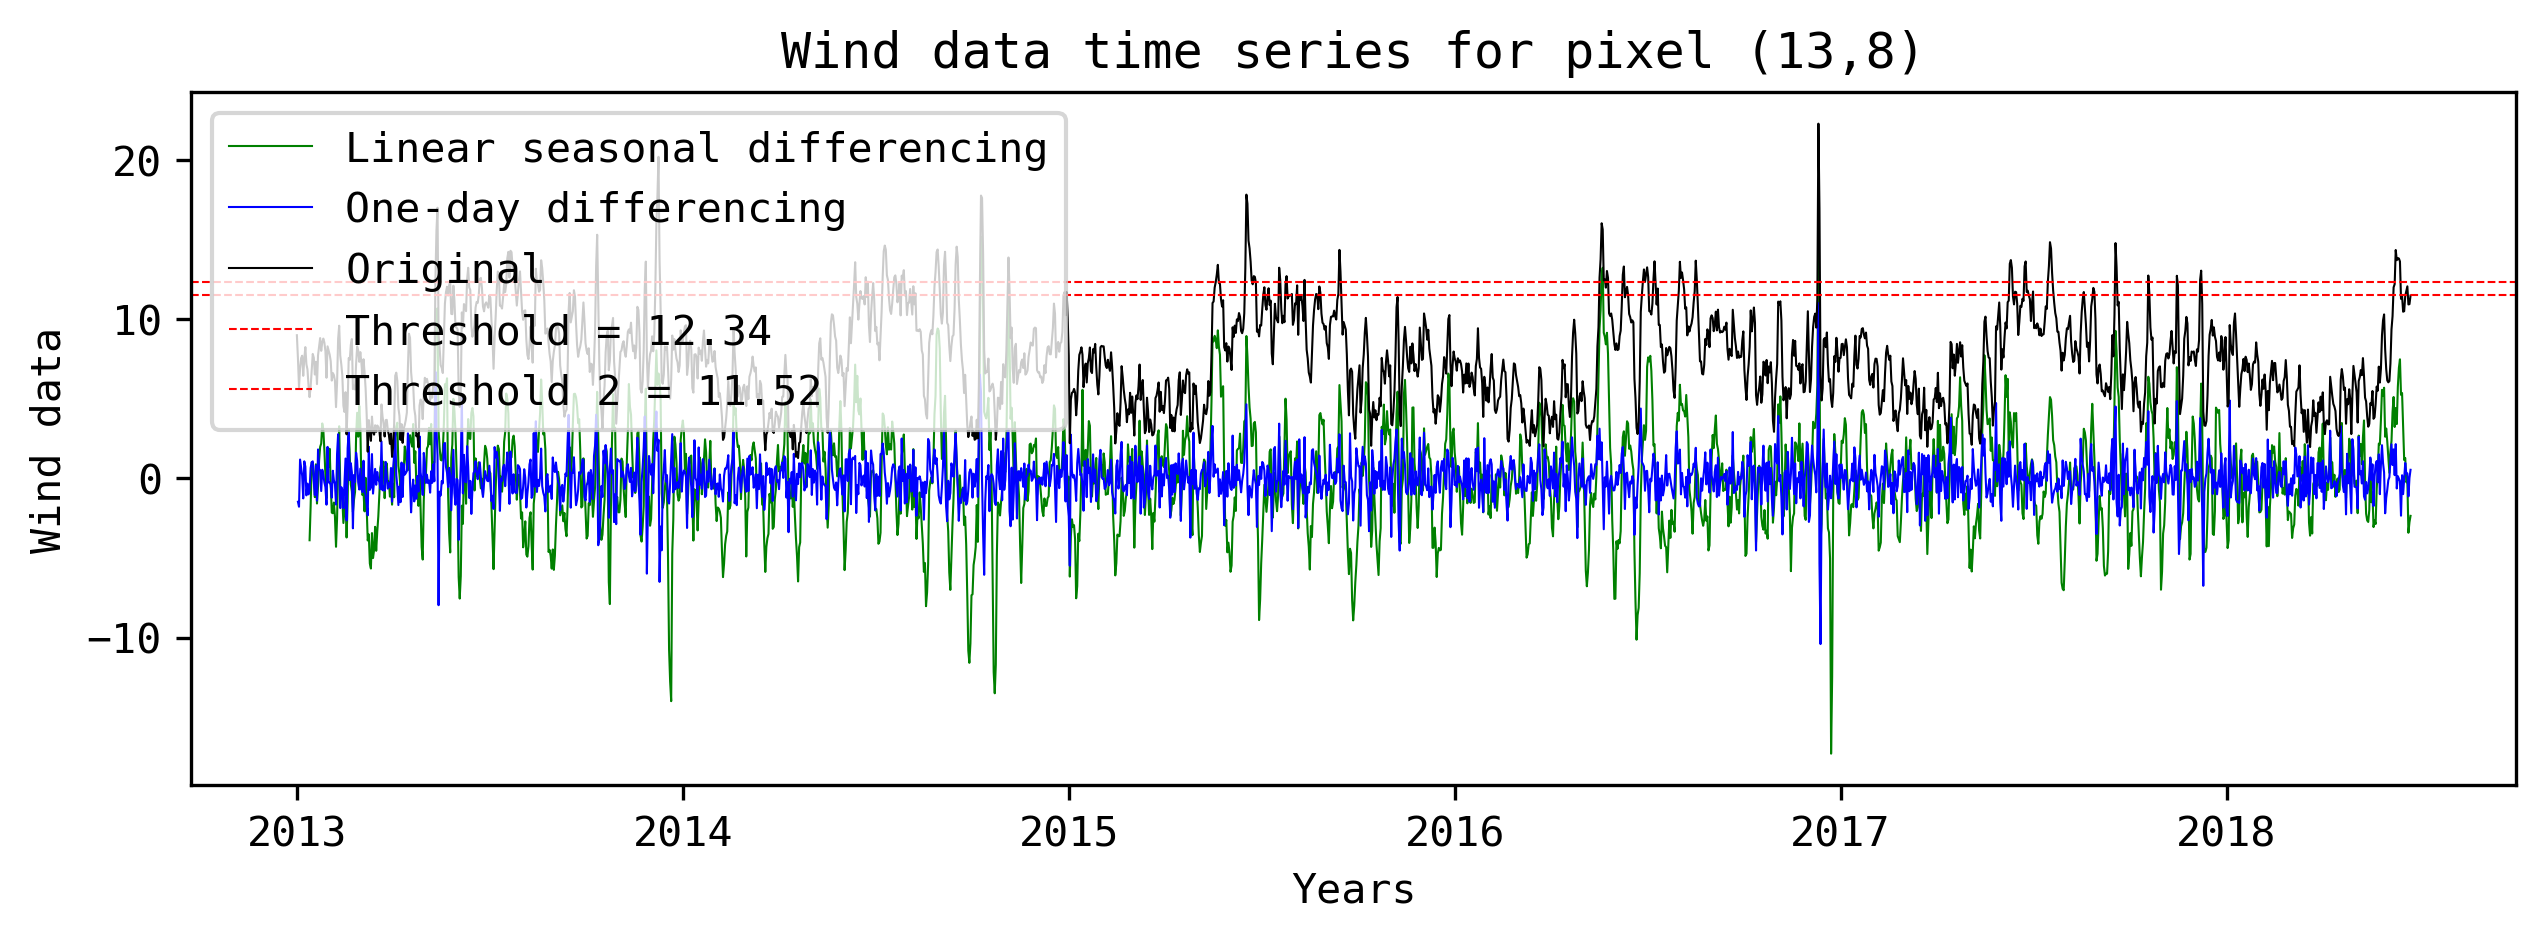 Wind data time series for pixel (13,8)
Linear seasonal differencing
One-day differencing
Original
Threshold = 12.34
Threshold 2 = 11.52
20
10
0
−10
Wind data
2013 2014 2015 2016 2017 2018
Years